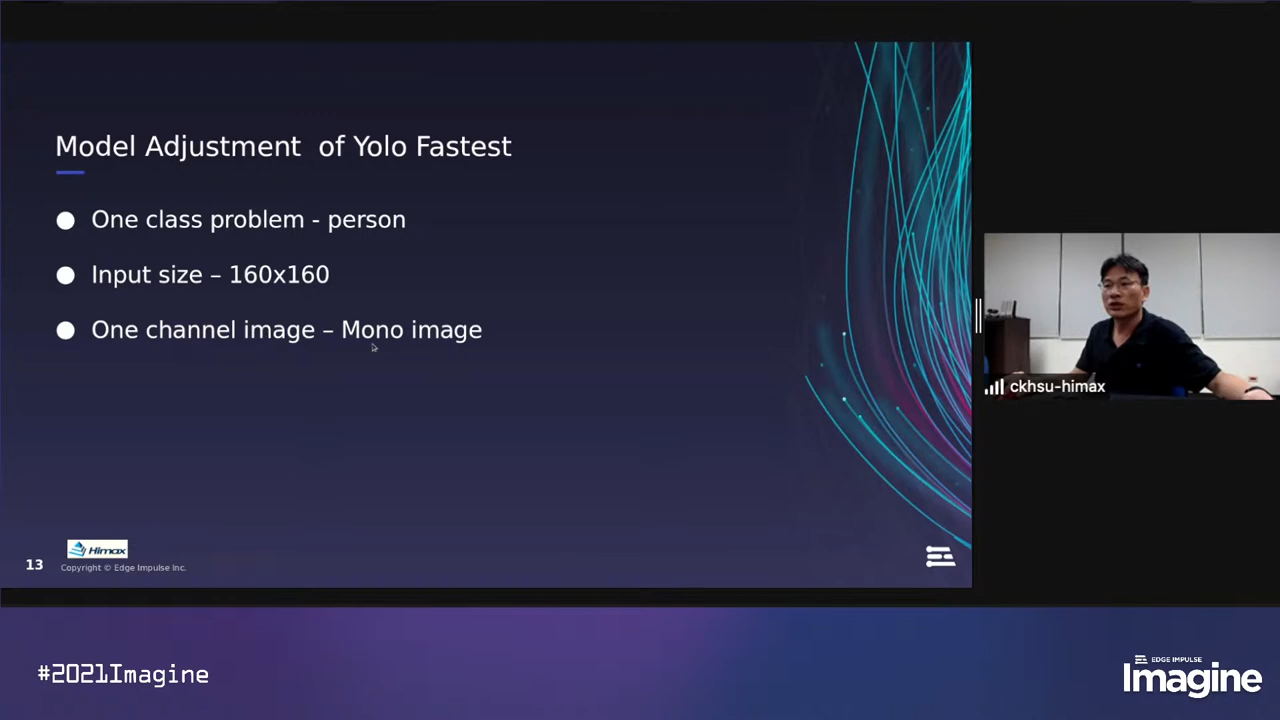 Model Adjustment of Yolo Fastest
● One class problem - person
● Input size – 160x160
● One channel image – Mono image
ckhsu-himax
Himax
13
Copyright © Edge Impulse Inc.
#2021Imagine
EDGE IMPULSE
Imagine